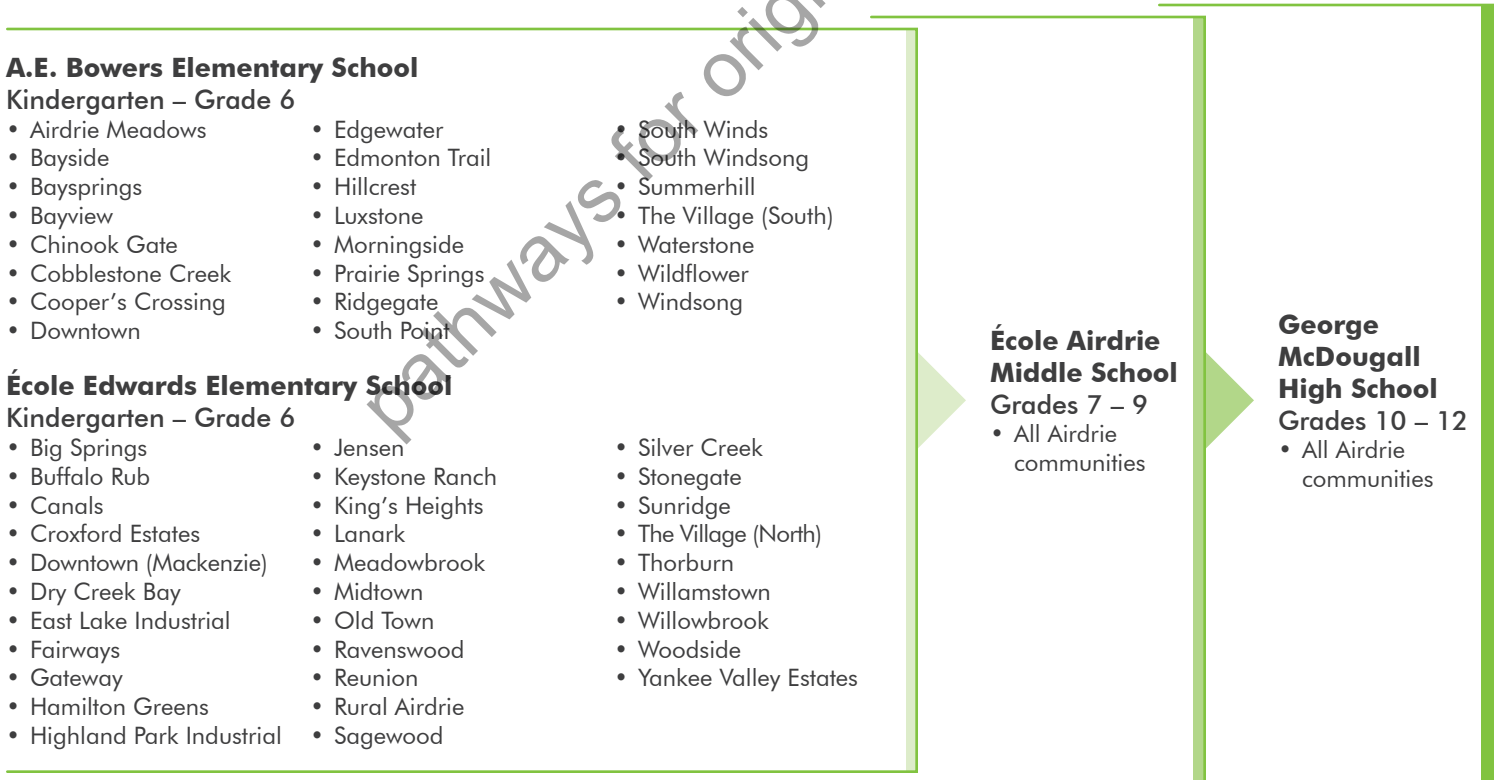 A.E. Bowers Elementary School
Kindergarten – Grade 6
• Airdrie Meadows
• Bayside
• Baysprings
• Bayview
• Chinook Gate
• Cobblestone Creek
• Cooper's Crossing
• Downtown
• Edgewater
• Edmonton Trail
• Hillcrest
• Luxstone
• Morningside
• Prairie Springs
• Ridgegate
• South Point
• South Winds
• South Windsong
• Summerhill
• The Village (South)
• Waterstone
• Wildflower
• Windsong
École Edwards Elementary School
Kindergarten – Grade 6
• Big Springs
• Buffalo Rub
• Canals
• Croxford Estates
• Downtown (Mackenzie)
• Dry Creek Bay
• East Lake Industrial
• Fairways
• Gateway
• Hamilton Greens
• Highland Park Industrial
• Jensen
• Keystone Ranch
• King's Heights
• Lanark
• Meadowbrook
• Midtown
• Old Town
• Ravenswood
• Reunion
• Rural Airdrie
• Sagewood
• Silver Creek
• Stonegate
• Sunridge
• The Village (North)
• Thorburn
• Willamstown
• Willowbrook
• Woodside
• Yankee Valley Estates
École Airdrie
Middle School
Grades 7 – 9
• All Airdrie
communities
George
McDougall
High School
Grades 10 – 12
• All Airdrie
communities
pathways for